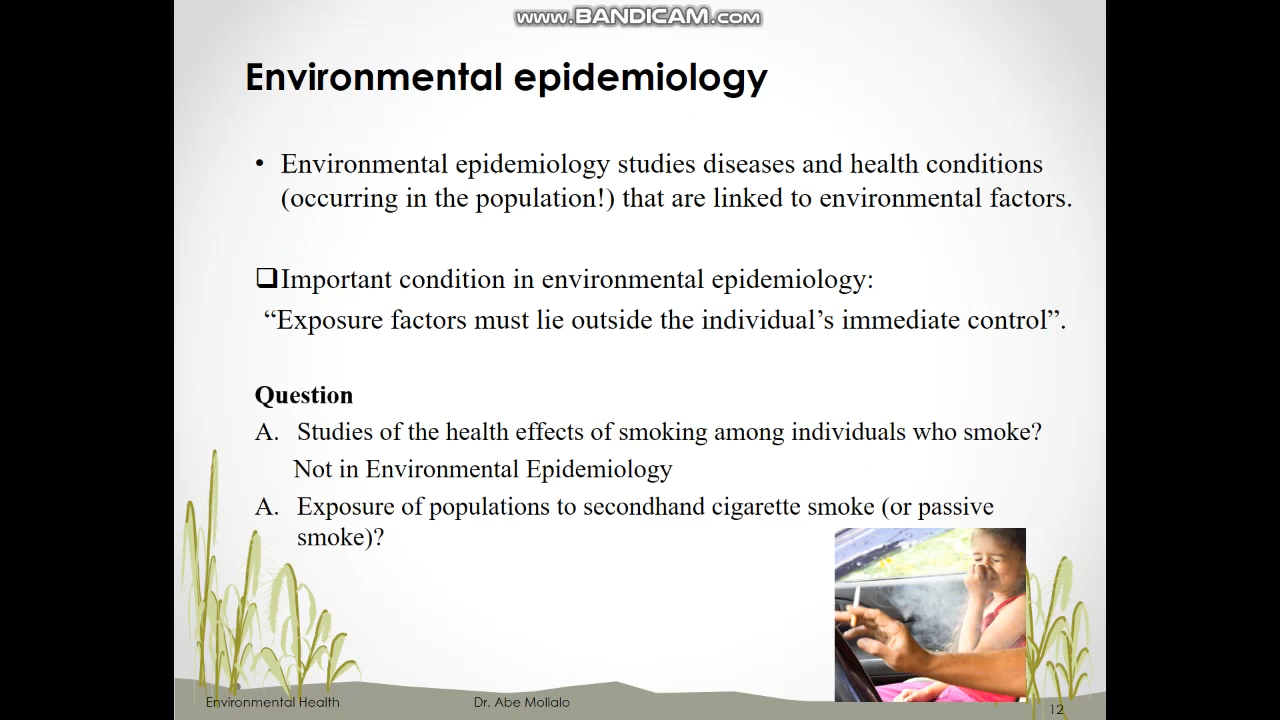 www.BANDICAM.com
Environmental epidemiology
• Environmental epidemiology studies diseases and health conditions
(occurring in the population!) that are linked to environmental factors.
❑Important condition in environmental epidemiology:
“Exposure factors must lie outside the individual’s immediate control”.
Question
A. Studies of the health effects of smoking among individuals who smoke?
Not in Environmental Epidemiology
A. Exposure of populations to secondhand cigarette smoke (or passive
smoke)?
Environmental Health
Dr. Abe Mollalo
12